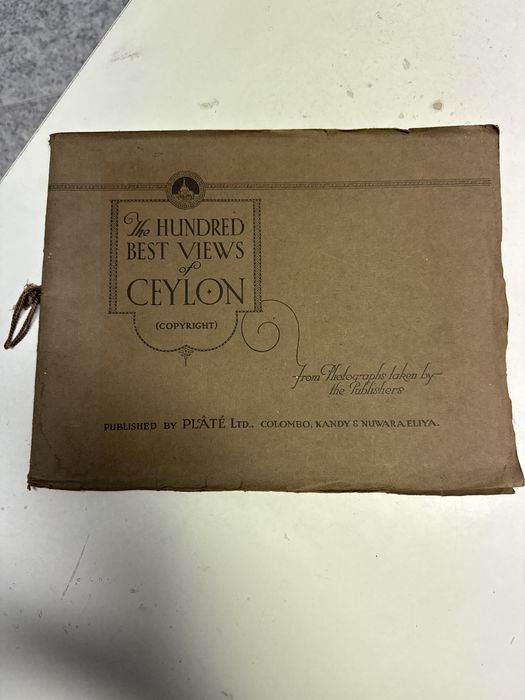 The HUNDRED
BEST VIEWS
of
CEYLON
(COPYRIGHT)
from Photographs taken by
the Publishers
PUBLISHED BY PLÂTÉ LTD., COLOMBO, KANDY & NUWARA ELIYA.